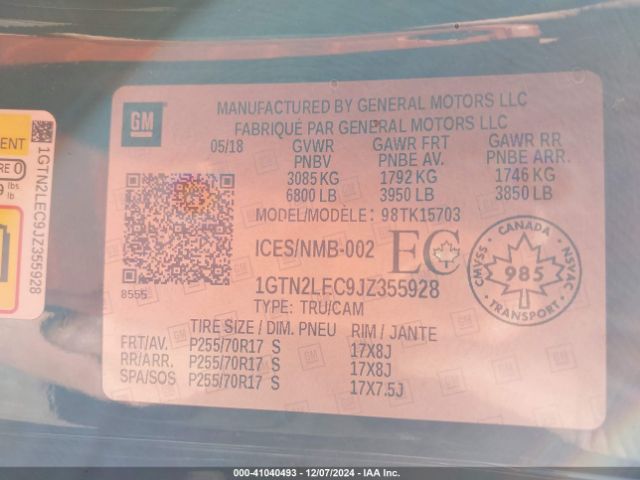 MANUFACTURED BY GENERAL MOTORS LLC
FABRIQUÉ PAR GENERAL MOTORS LLC
GM
05/18 GVWR GAWR FRT GAWR RR
PNBV PNBE AV. PNBE ARR.
3085 KG 1792 KG 1746 KG
6800 LB 3950 LB 3850 LB
MODEL/MODÈLE: 98TK15703
ICES/NMB-002 EC
CANADA
CMVSS 985 NSVAC
TRANSPORT
8555
1GTN2LEC9JZ355928
TYPE: TRU/CAM
TIRE SIZE / DIM. PNEU RIM / JANTE
FRT/AV. P255/70R17 S 17X8J
RR/ARR. P255/70R17 S 17X8J
SPA/SOS P255/70R17 S 17X7.5J
1GTN2LEC9JZ355928
lbs
lb
000-41040493 - 12/07/2024 - IAA Inc.